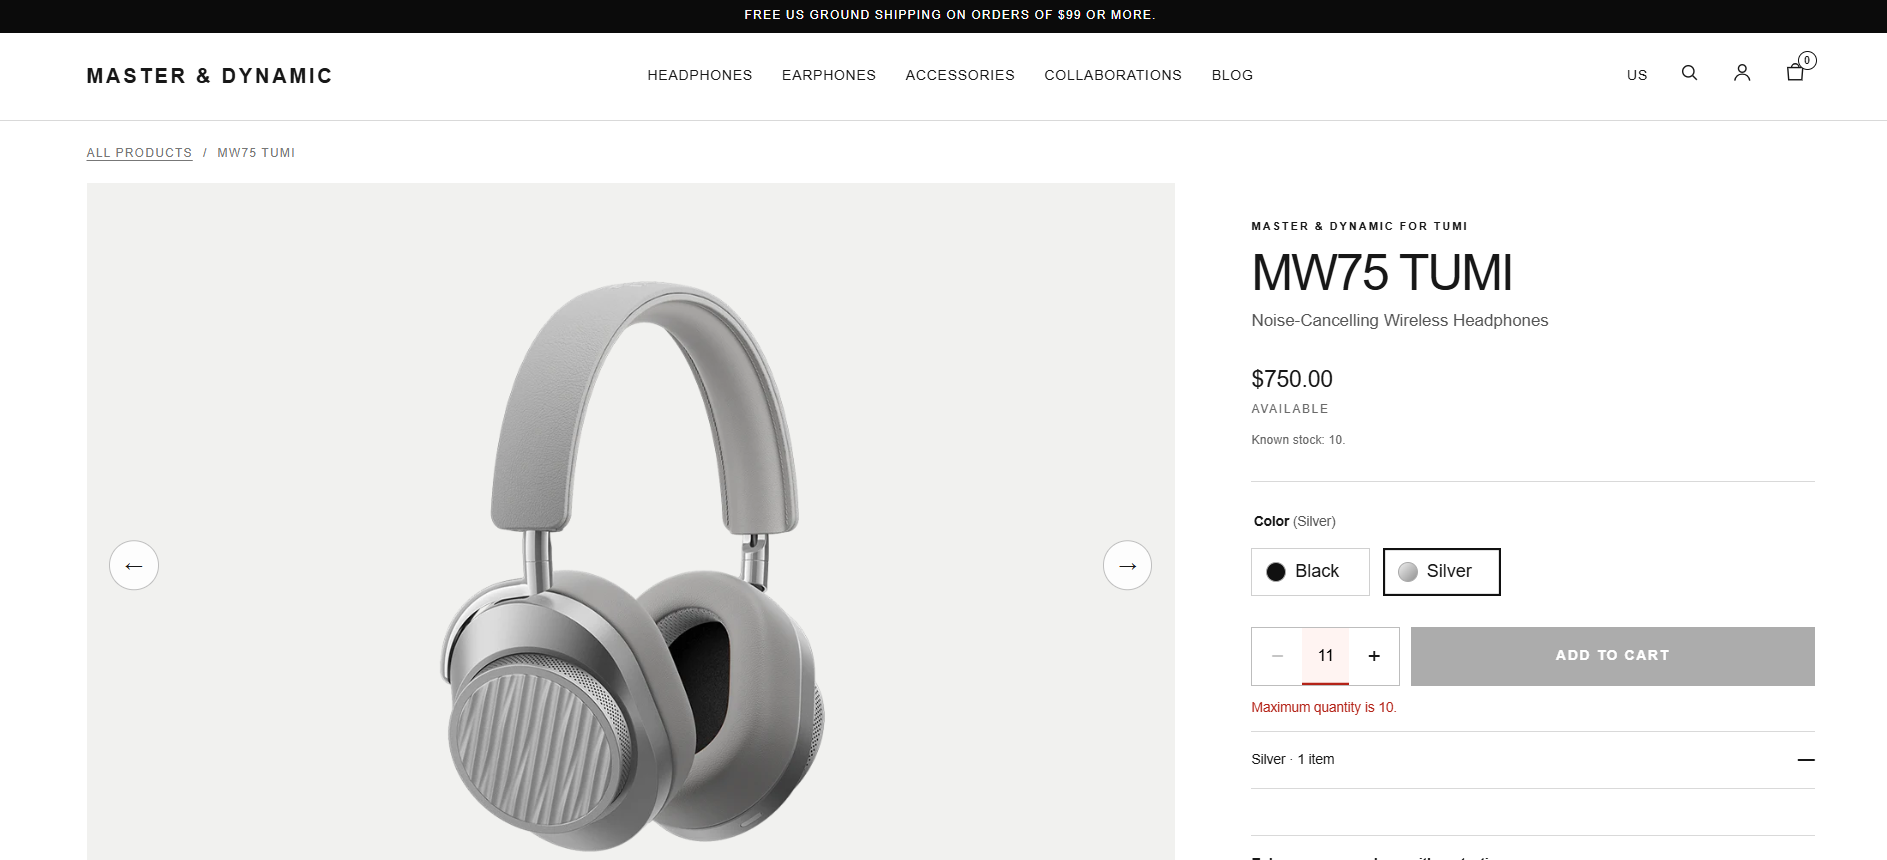 FREE US GROUND SHIPPING ON ORDERS OF $99 OR MORE.
MASTER & DYNAMIC
HEADPHONES EARPHONES ACCESSORIES COLLABORATIONS BLOG
US
0
ALL PRODUCTS / MW75 TUMI
MASTER & DYNAMIC FOR TUMI
MW75 TUMI
Noise-Cancelling Wireless Headphones
$750.00
AVAILABLE
Known stock: 10.
Color (Silver)
Black Silver
− 11 + ADD TO CART
Maximum quantity is 10.
Silver · 1 item